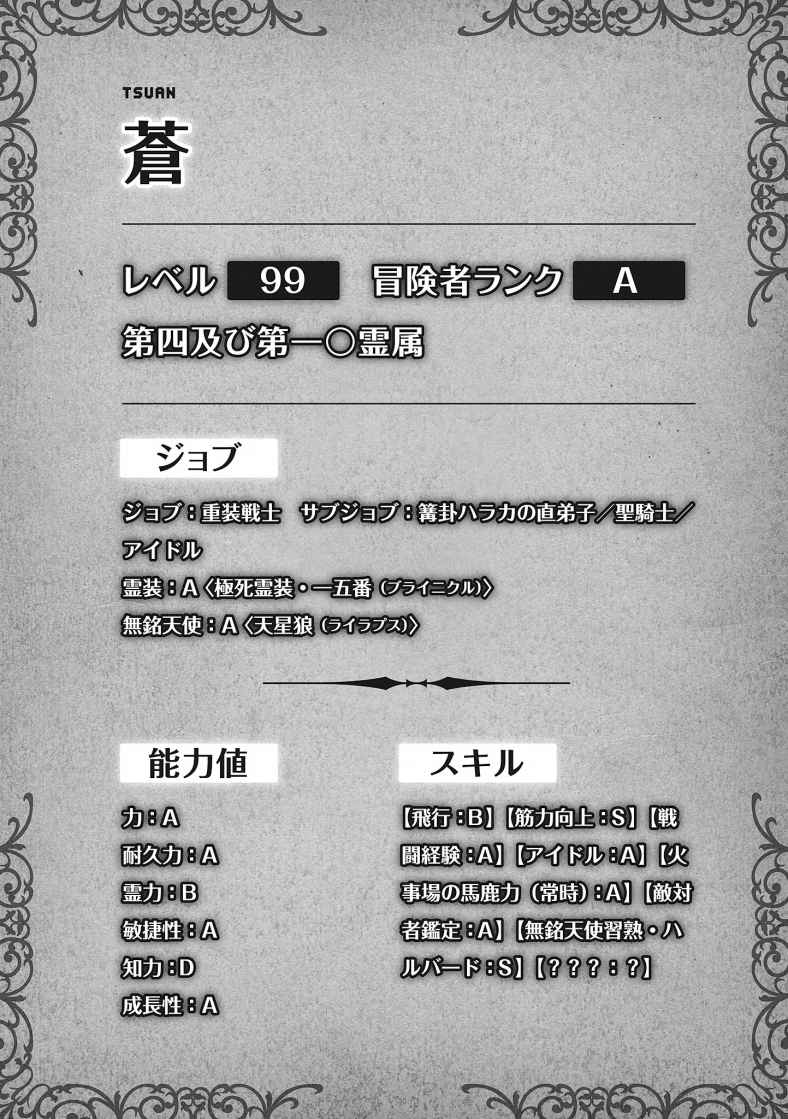 TSUAN
蒼
レベル 99 冒険者ランク A
第四及び第一〇霊属
ジョブ
ジョブ：重装戦士　サブジョブ：篝卦ハラカの直弟子／聖騎士／
アイドル
霊装：A〈極死霊装・一五番（ブライニクル）〉
無銘天使：A〈天星狼（ライラプス）〉
能力値
力：A
耐久力：A
霊力：B
敏捷性：A
知力：D
成長性：A
スキル
【飛行：B】【筋力向上：S】【戦
闘経験：A】【アイドル：A】【火
事場の馬鹿力（常時）：A】【敵対
者鑑定：A】【無銘天使習熟・ハ
ルバード：S】【？？？：？】